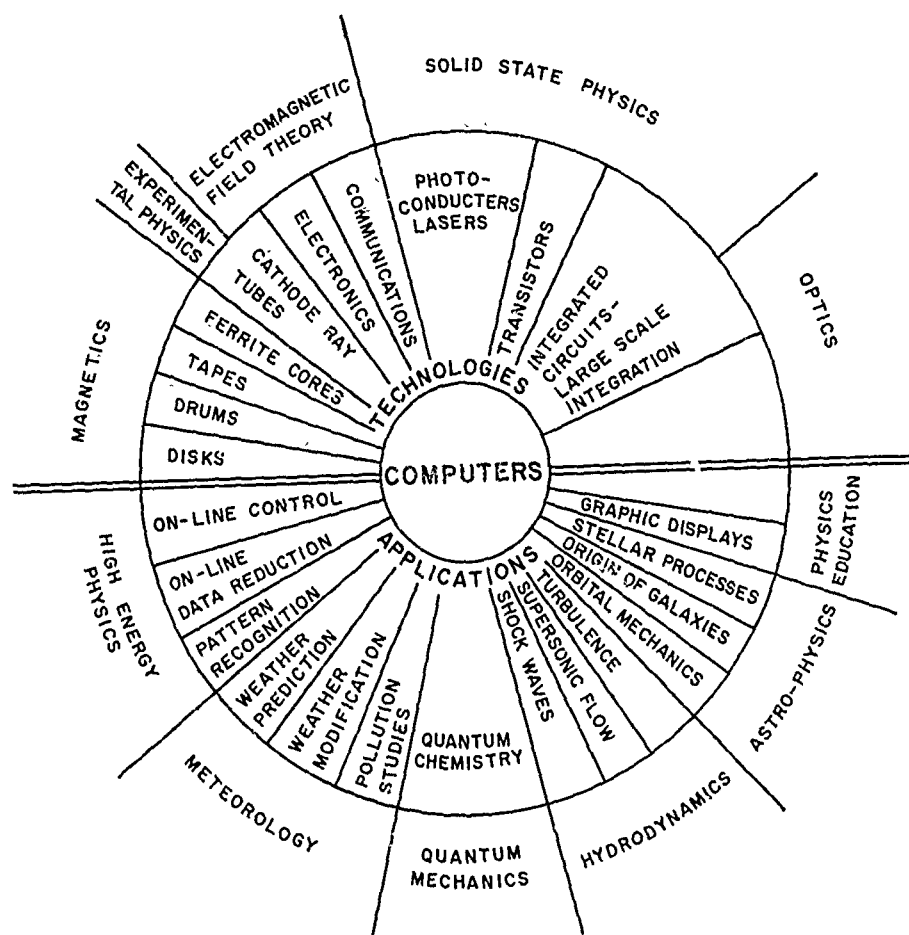 SOLID STATE PHYSICS
ELECTROMAGNETIC
FIELD THEORY
EXPERIMEN-
TAL PHYSICS
MAGNETICS
OPTICS
PHOTO-
CONDUCTERS
LASERS
TRANSISTORS
INTEGRATED
CIRCUITS-
LARGE SCALE
INTEGRATION
COMMUNICATIONS
ELECTRONICS
CATHODE RAY
TUBES
FERRITE CORES
TAPES
DRUMS
DISKS
TECHNOLOGIES
COMPUTERS
APPLICATIONS
ON-LINE CONTROL
ON-LINE
DATA REDUCTION
PATTERN
RECOGNITION
WEATHER
PREDICTION
WEATHER
MODIFICATION
POLLUTION
STUDIES
QUANTUM
CHEMISTRY
SHOCK WAVES
SUPERSONIC FLOW
TURBULENCE
ORBITAL MECHANICS
ORIGIN OF GALAXIES
STELLAR PROCESSES
GRAPHIC DISPLAYS
HIGH ENERGY
PHYSICS
METEOROLOGY
QUANTUM
MECHANICS
HYDRODYNAMICS
ASTRO-PHYSICS
PHYSICS
EDUCATION